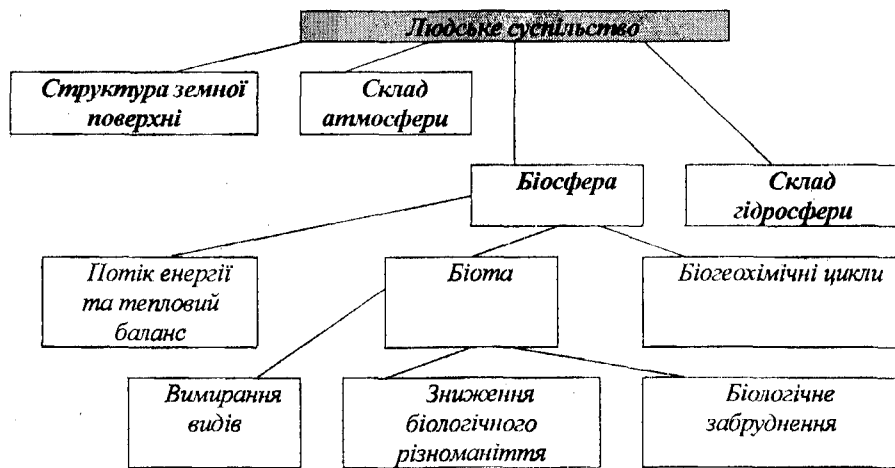 Людське суспільство
Структура земної
поверхні
Склад
атмосфери
Біосфера
Склад
гідросфери
Потік енергії
та тепловий
баланс
Біота
Біогеохімічні цикли
Вимирання
видів
Зниження
біологічного
різноманіття
Біологічне
забруднення